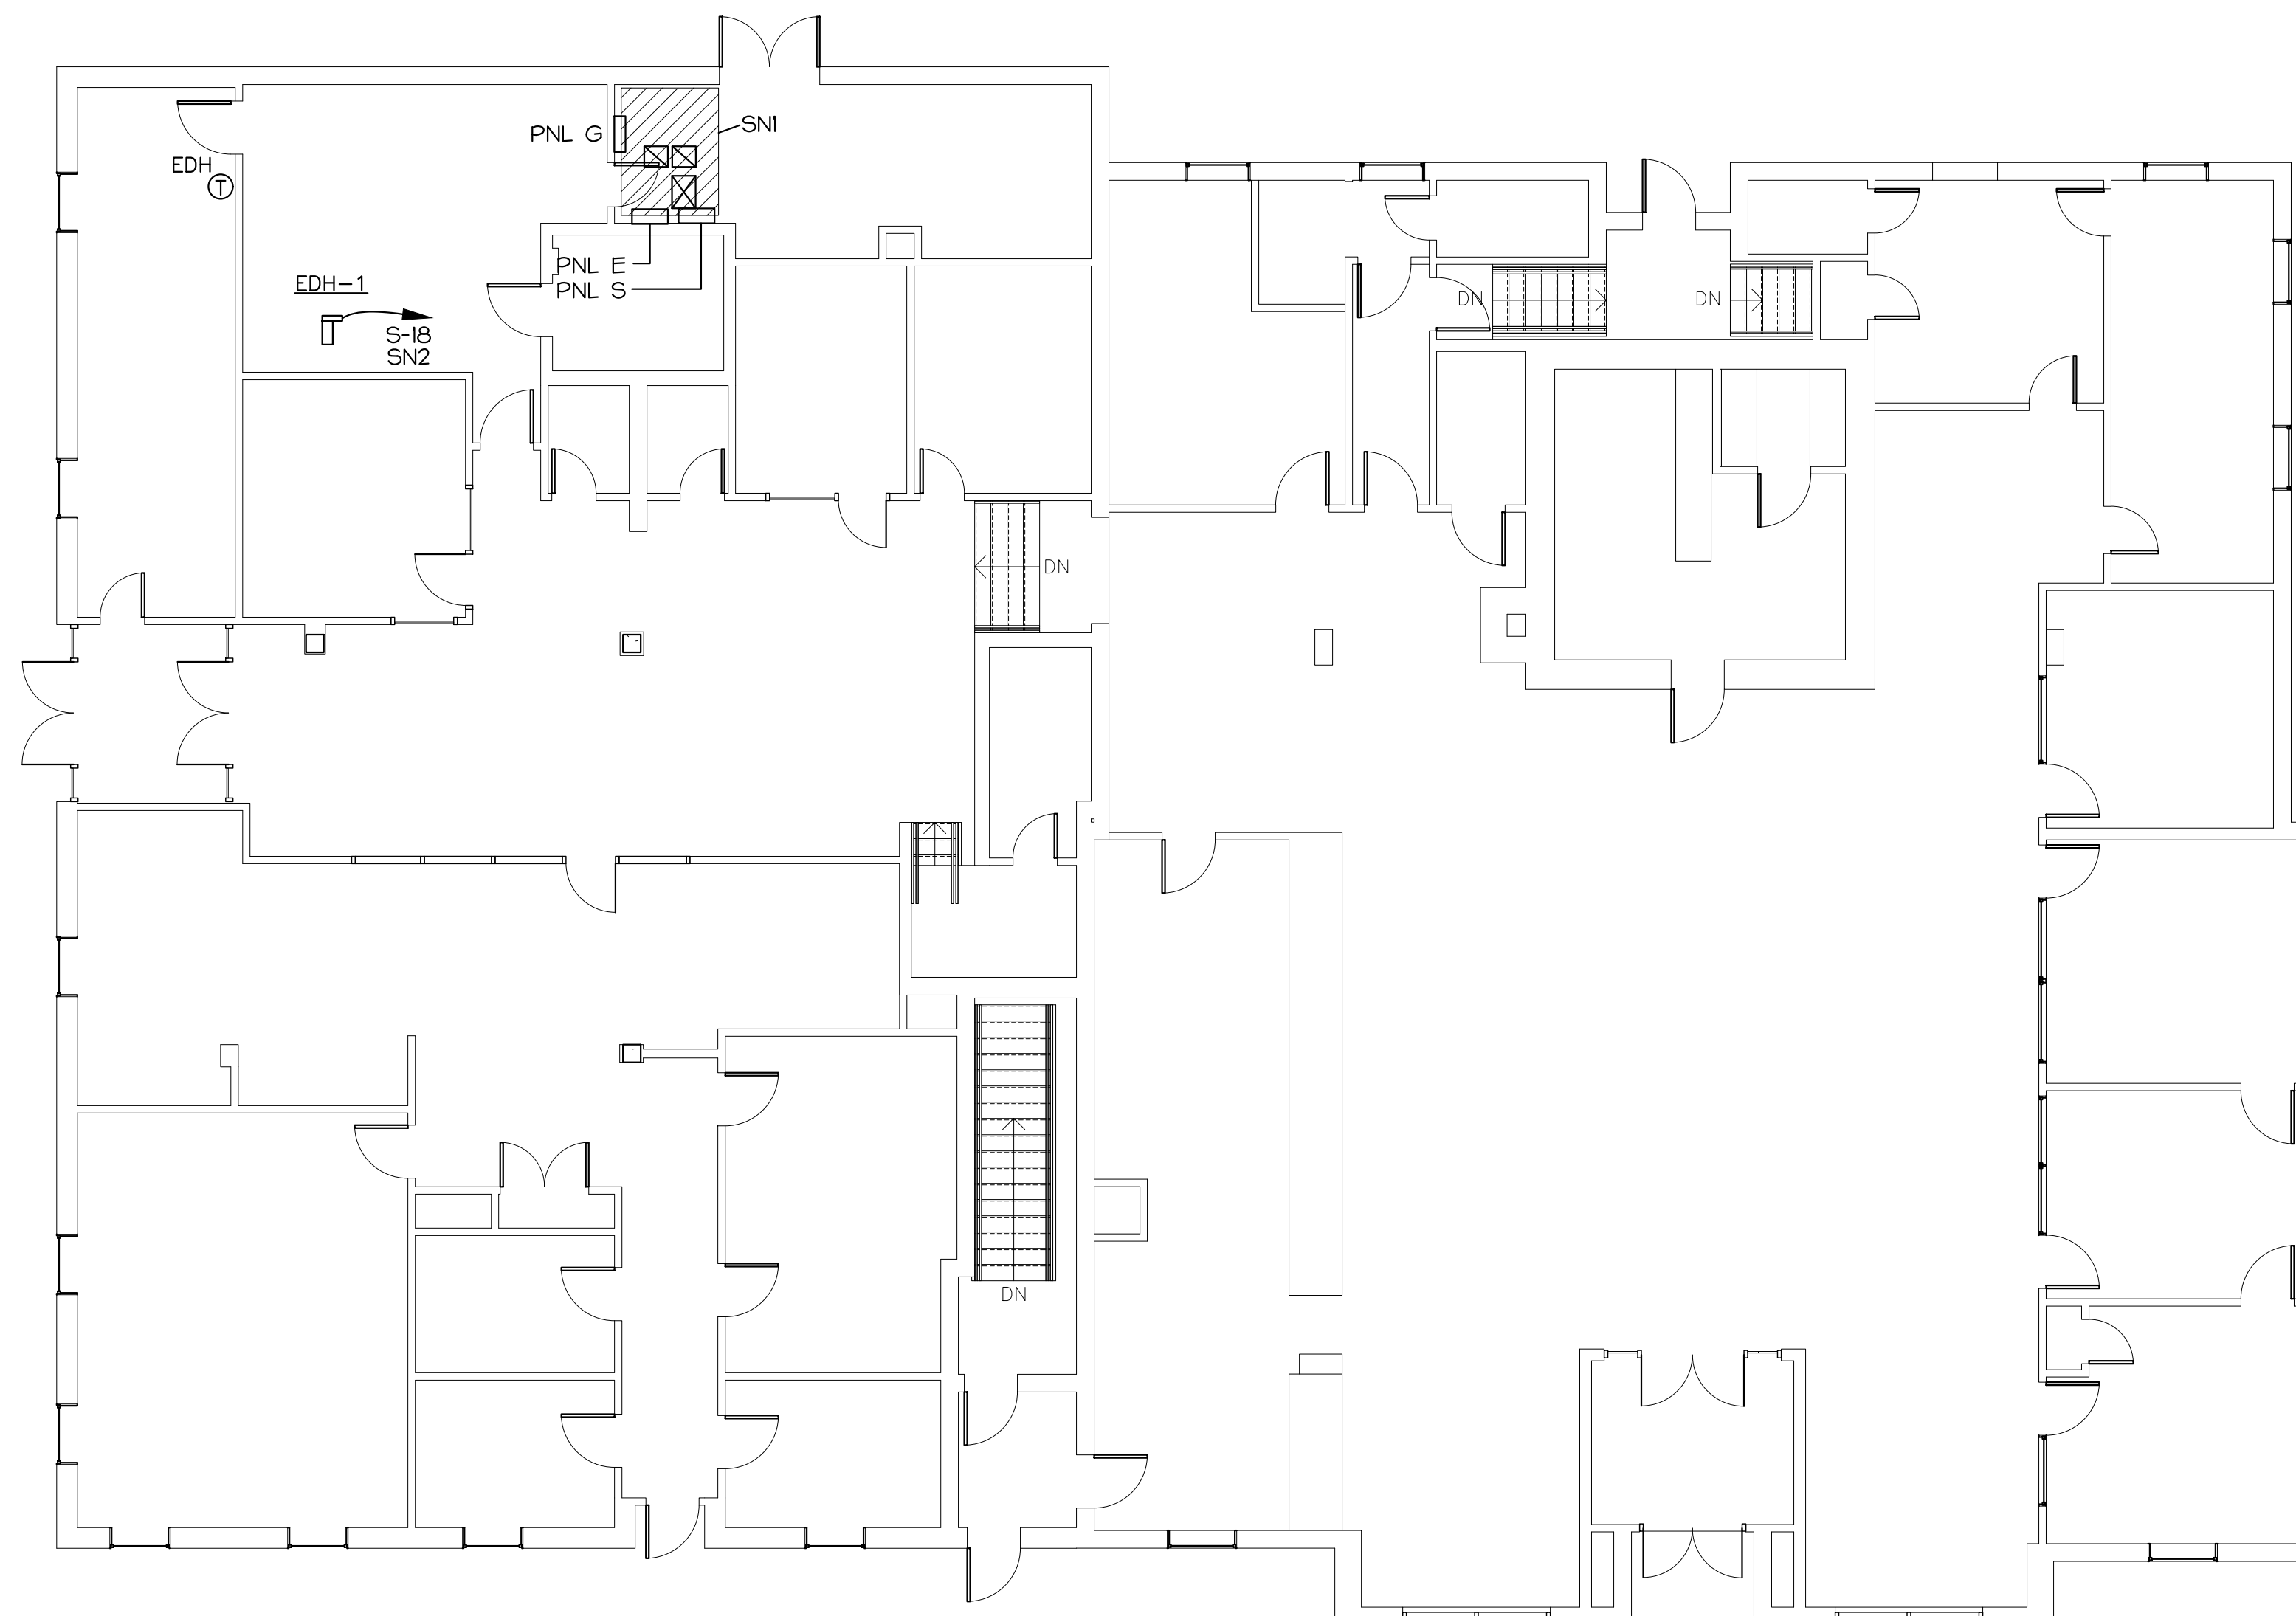 PNL G
SN1
EDH
T
PNL E
PNL S
EDH-1
S-18
SN2
DN
DN
DN
DN